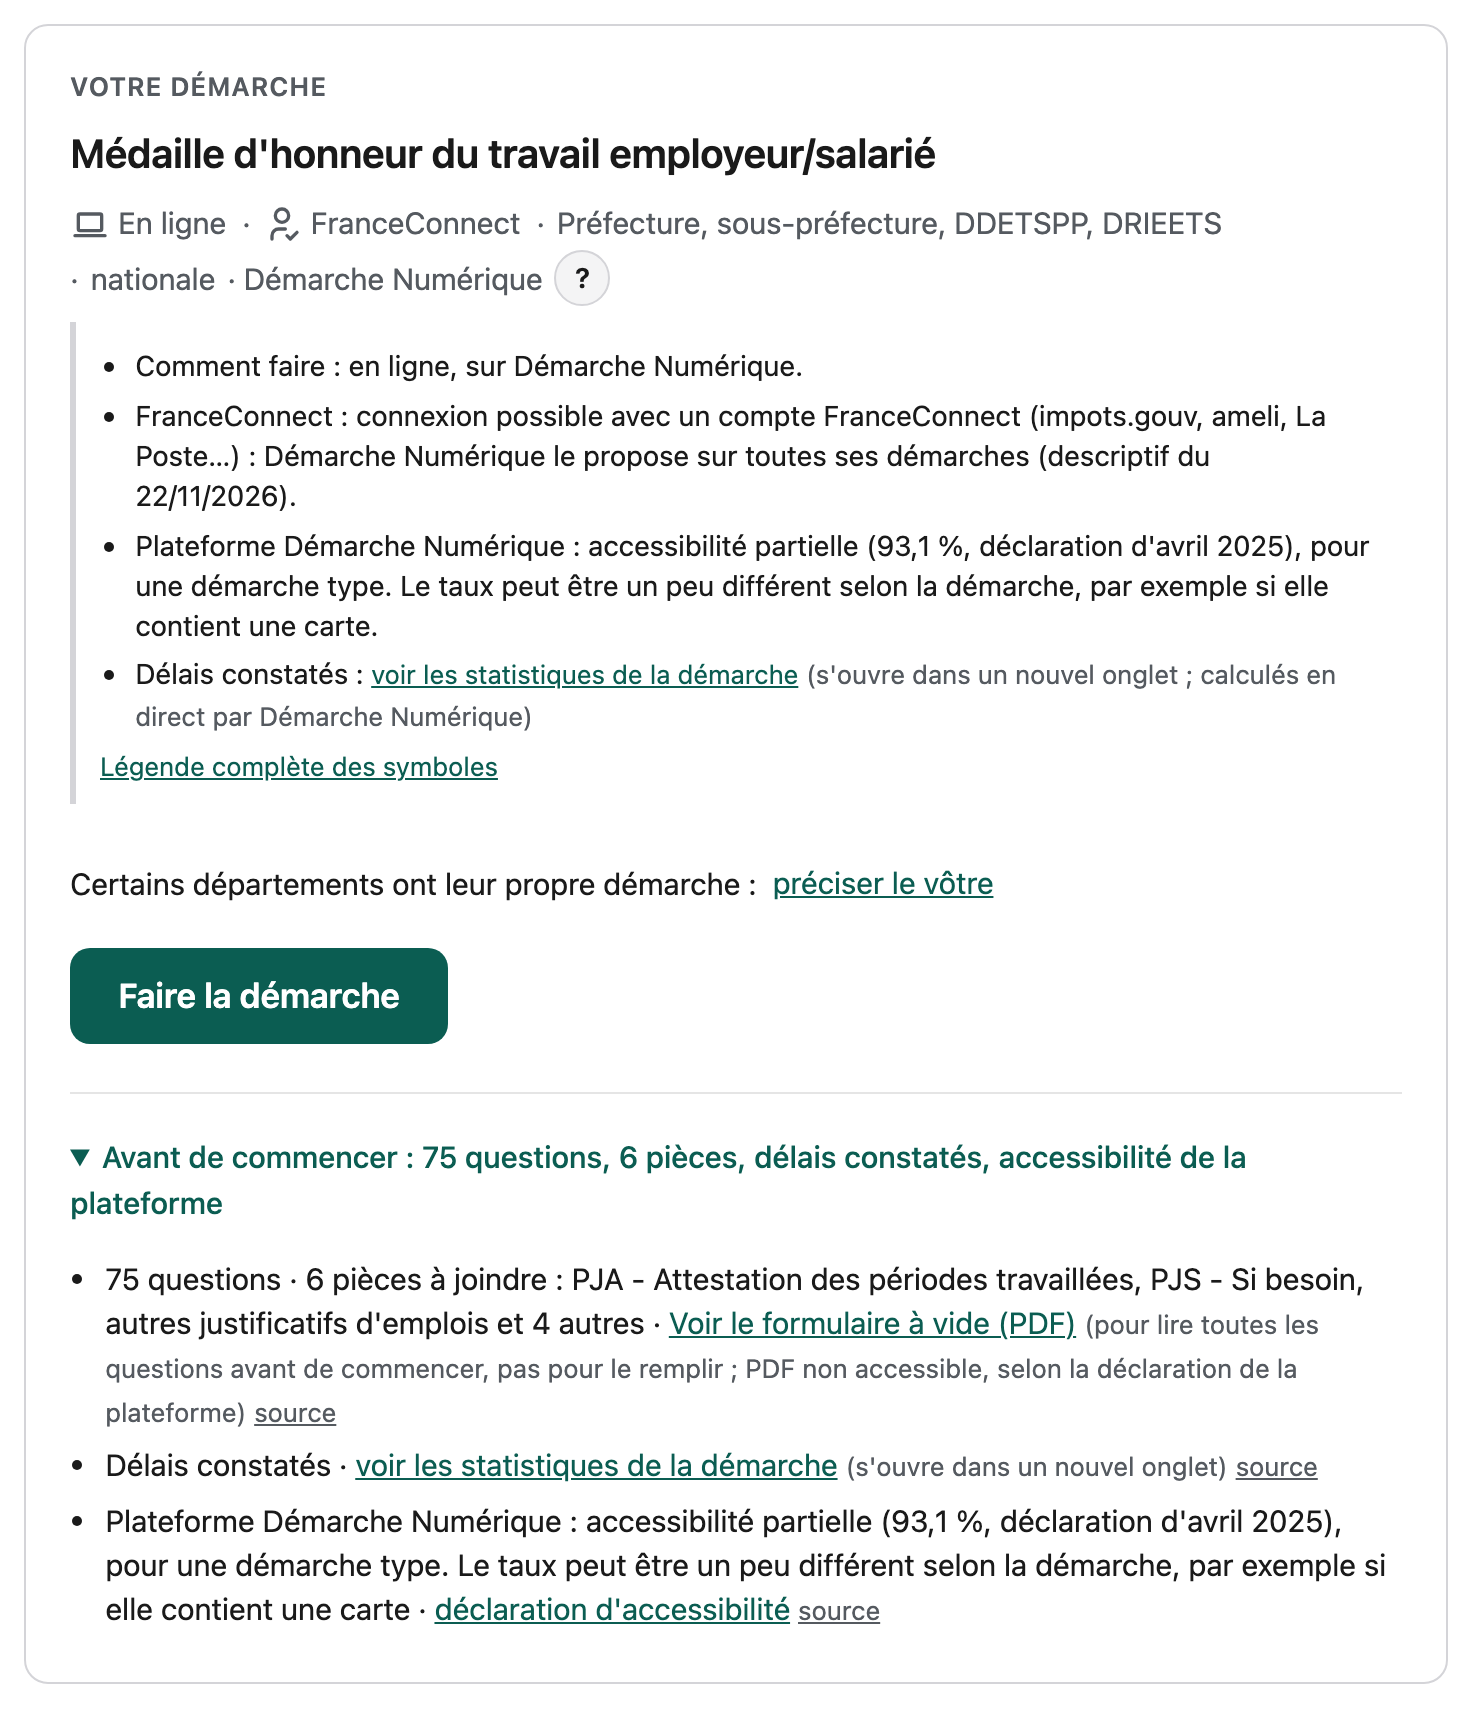 VOTRE DÉMARCHE
Médaille d'honneur du travail employeur/salarié
En ligne · FranceConnect · Préfecture, sous-préfecture, DDETSPP, DRIEETS
· nationale · Démarche Numérique ?
• Comment faire : en ligne, sur Démarche Numérique.
• FranceConnect : connexion possible avec un compte FranceConnect (impots.gouv, ameli, La
Poste…) : Démarche Numérique le propose sur toutes ses démarches (descriptif du
22/11/2026).
• Plateforme Démarche Numérique : accessibilité partielle (93,1 %, déclaration d'avril 2025), pour
une démarche type. Le taux peut être un peu différent selon la démarche, par exemple si elle
contient une carte.
• Délais constatés : voir les statistiques de la démarche (s'ouvre dans un nouvel onglet ; calculés en
direct par Démarche Numérique)
Légende complète des symboles
Certains départements ont leur propre démarche : préciser le vôtre
Faire la démarche
▼ Avant de commencer : 75 questions, 6 pièces, délais constatés, accessibilité de la
plateforme
• 75 questions · 6 pièces à joindre : PJA - Attestation des périodes travaillées, PJS - Si besoin,
autres justificatifs d'emplois et 4 autres · Voir le formulaire à vide (PDF) (pour lire toutes les
questions avant de commencer, pas pour le remplir ; PDF non accessible, selon la déclaration de la
plateforme) source
• Délais constatés · voir les statistiques de la démarche (s'ouvre dans un nouvel onglet) source
• Plateforme Démarche Numérique : accessibilité partielle (93,1 %, déclaration d'avril 2025),
pour une démarche type. Le taux peut être un peu différent selon la démarche, par exemple si
elle contient une carte · déclaration d'accessibilité source